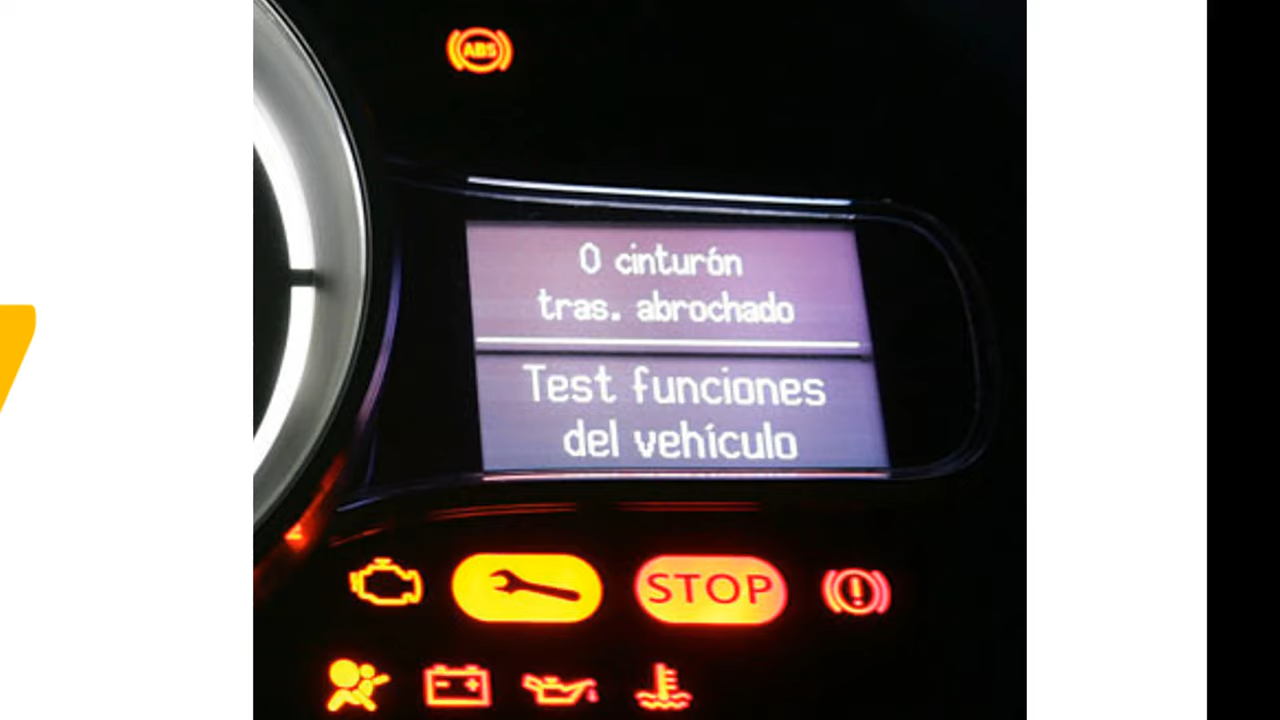 ABS
0 cinturón
tras. abrochado
Test funciones
del vehículo
STOP